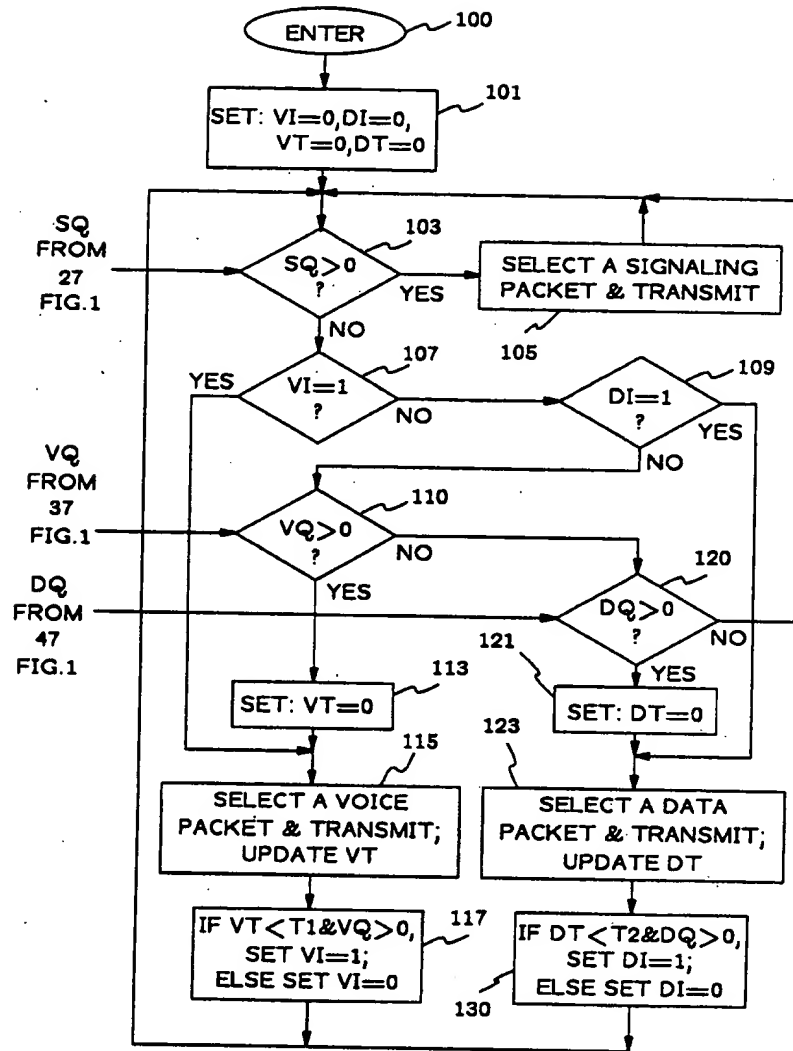 ENTER
100
101
SET: VI=0,DI=0,
VT=0,DT=0
SQ
FROM
27
FIG.1
103
SQ>0
?
YES
NO
SELECT A SIGNALING
PACKET & TRANSMIT
105
107
VI=1
?
YES
NO
109
DI=1
?
YES
NO
VQ
FROM
37
FIG.1
110
VQ>0
?
NO
YES
DQ
FROM
47
FIG.1
120
DQ>0
?
NO
YES
113
SET: VT=0
121
SET: DT=0
115
SELECT A VOICE
PACKET & TRANSMIT;
UPDATE VT
123
SELECT A DATA
PACKET & TRANSMIT;
UPDATE DT
IF VT<T1&VQ>0,
SET VI=1;
ELSE SET VI=0
117
IF DT<T2&DQ>0,
SET DI=1;
ELSE SET DI=0
130